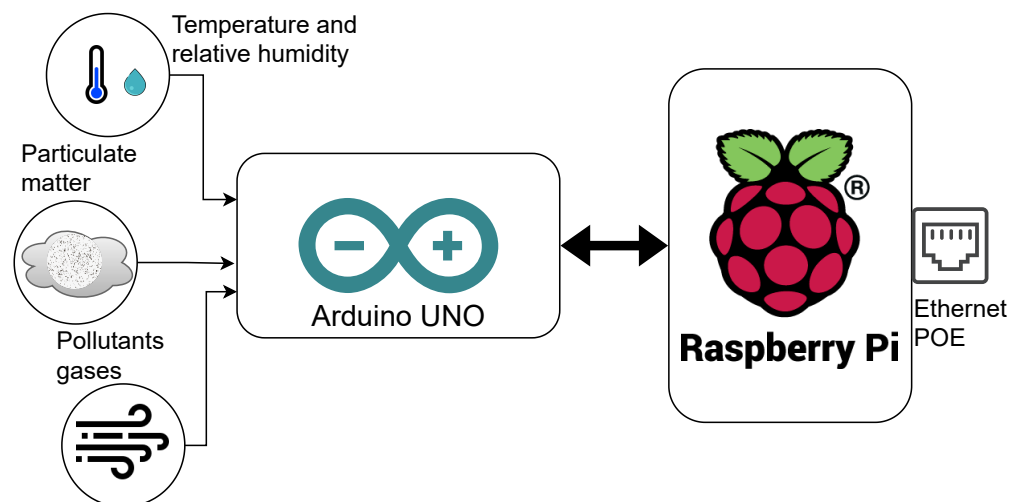 Temperature and
relative humidity
Particulate
matter
Pollutants
gases
Arduino UNO
®
Raspberry Pi
Ethernet
POE